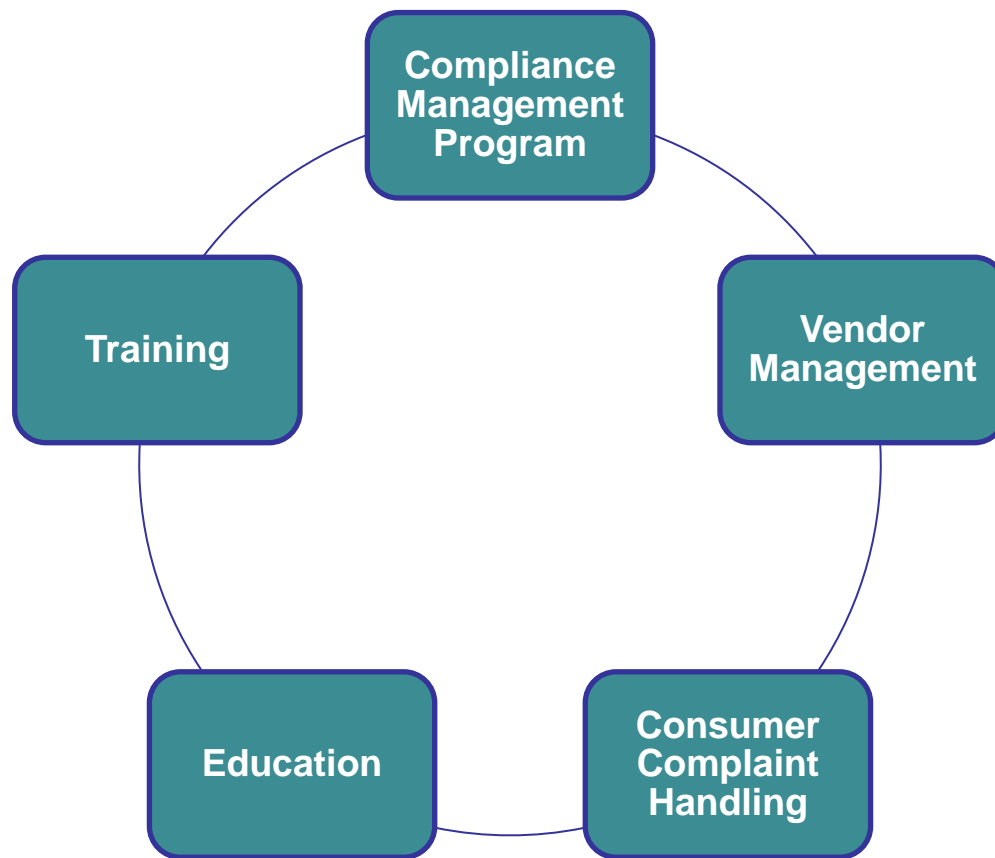 Compliance
Management
Program
Vendor
Management
Consumer
Complaint
Handling
Education
Training